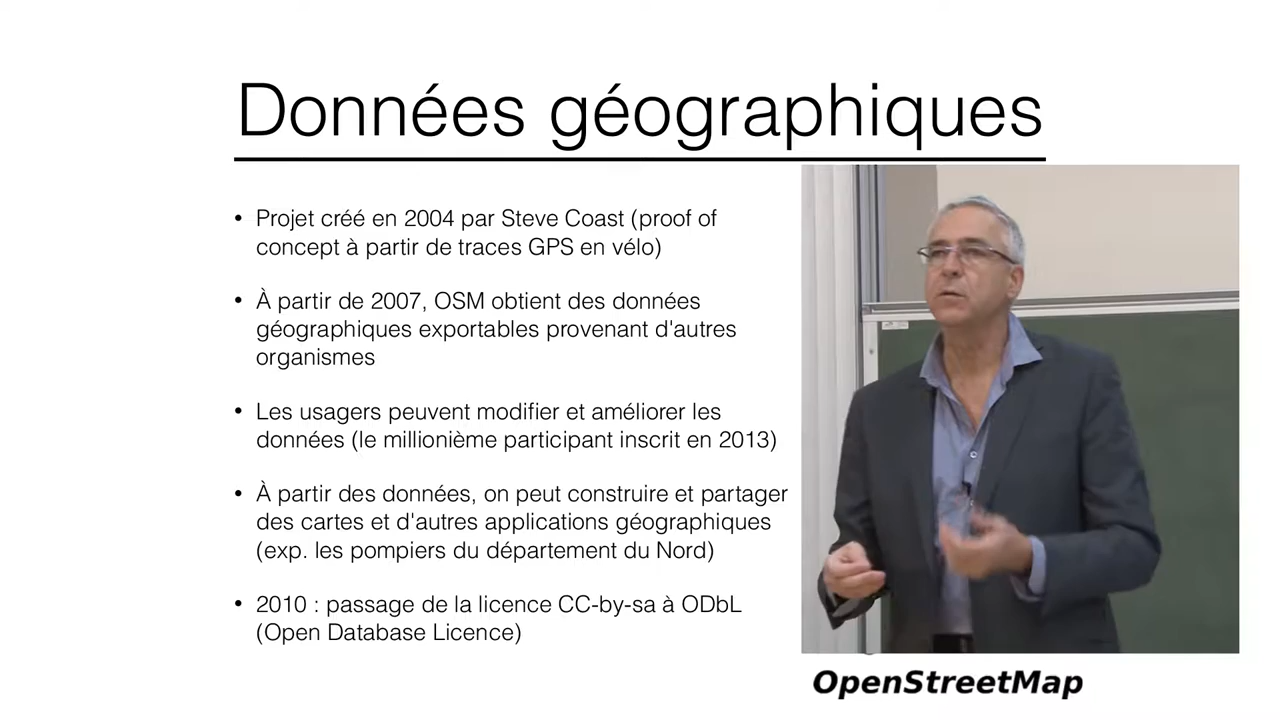 Données géographiques
• Projet créé en 2004 par Steve Coast (proof of
concept à partir de traces GPS en vélo)
• À partir de 2007, OSM obtient des données
géographiques exportables provenant d'autres
organismes
• Les usagers peuvent modifier et améliorer les
données (le millionième participant inscrit en 2013)
• À partir des données, on peut construire et partager
des cartes et d'autres applications géographiques
(exp. les pompiers du département du Nord)
• 2010 : passage de la licence CC-by-sa à ODbL
(Open Database Licence)
OpenStreetMap